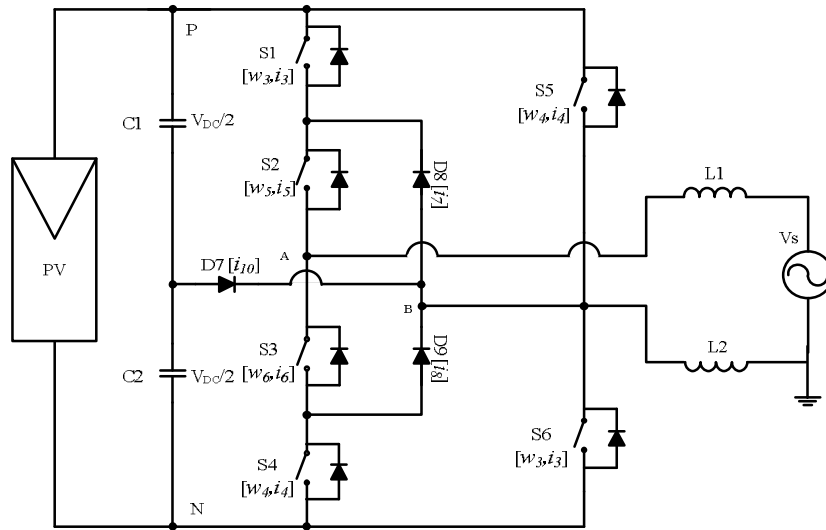 P
S1
[w3,i3]
S5
[w4,i4]
C1
VDC/2
S2
[w5,i5]
D8[i7]
L1
Vs
PV
A
D7[i10]
B
S3
[w6,i6]
D9[i8]
L2
C2
VDC/2
S4
[w4,i4]
S6
[w3,i3]
N